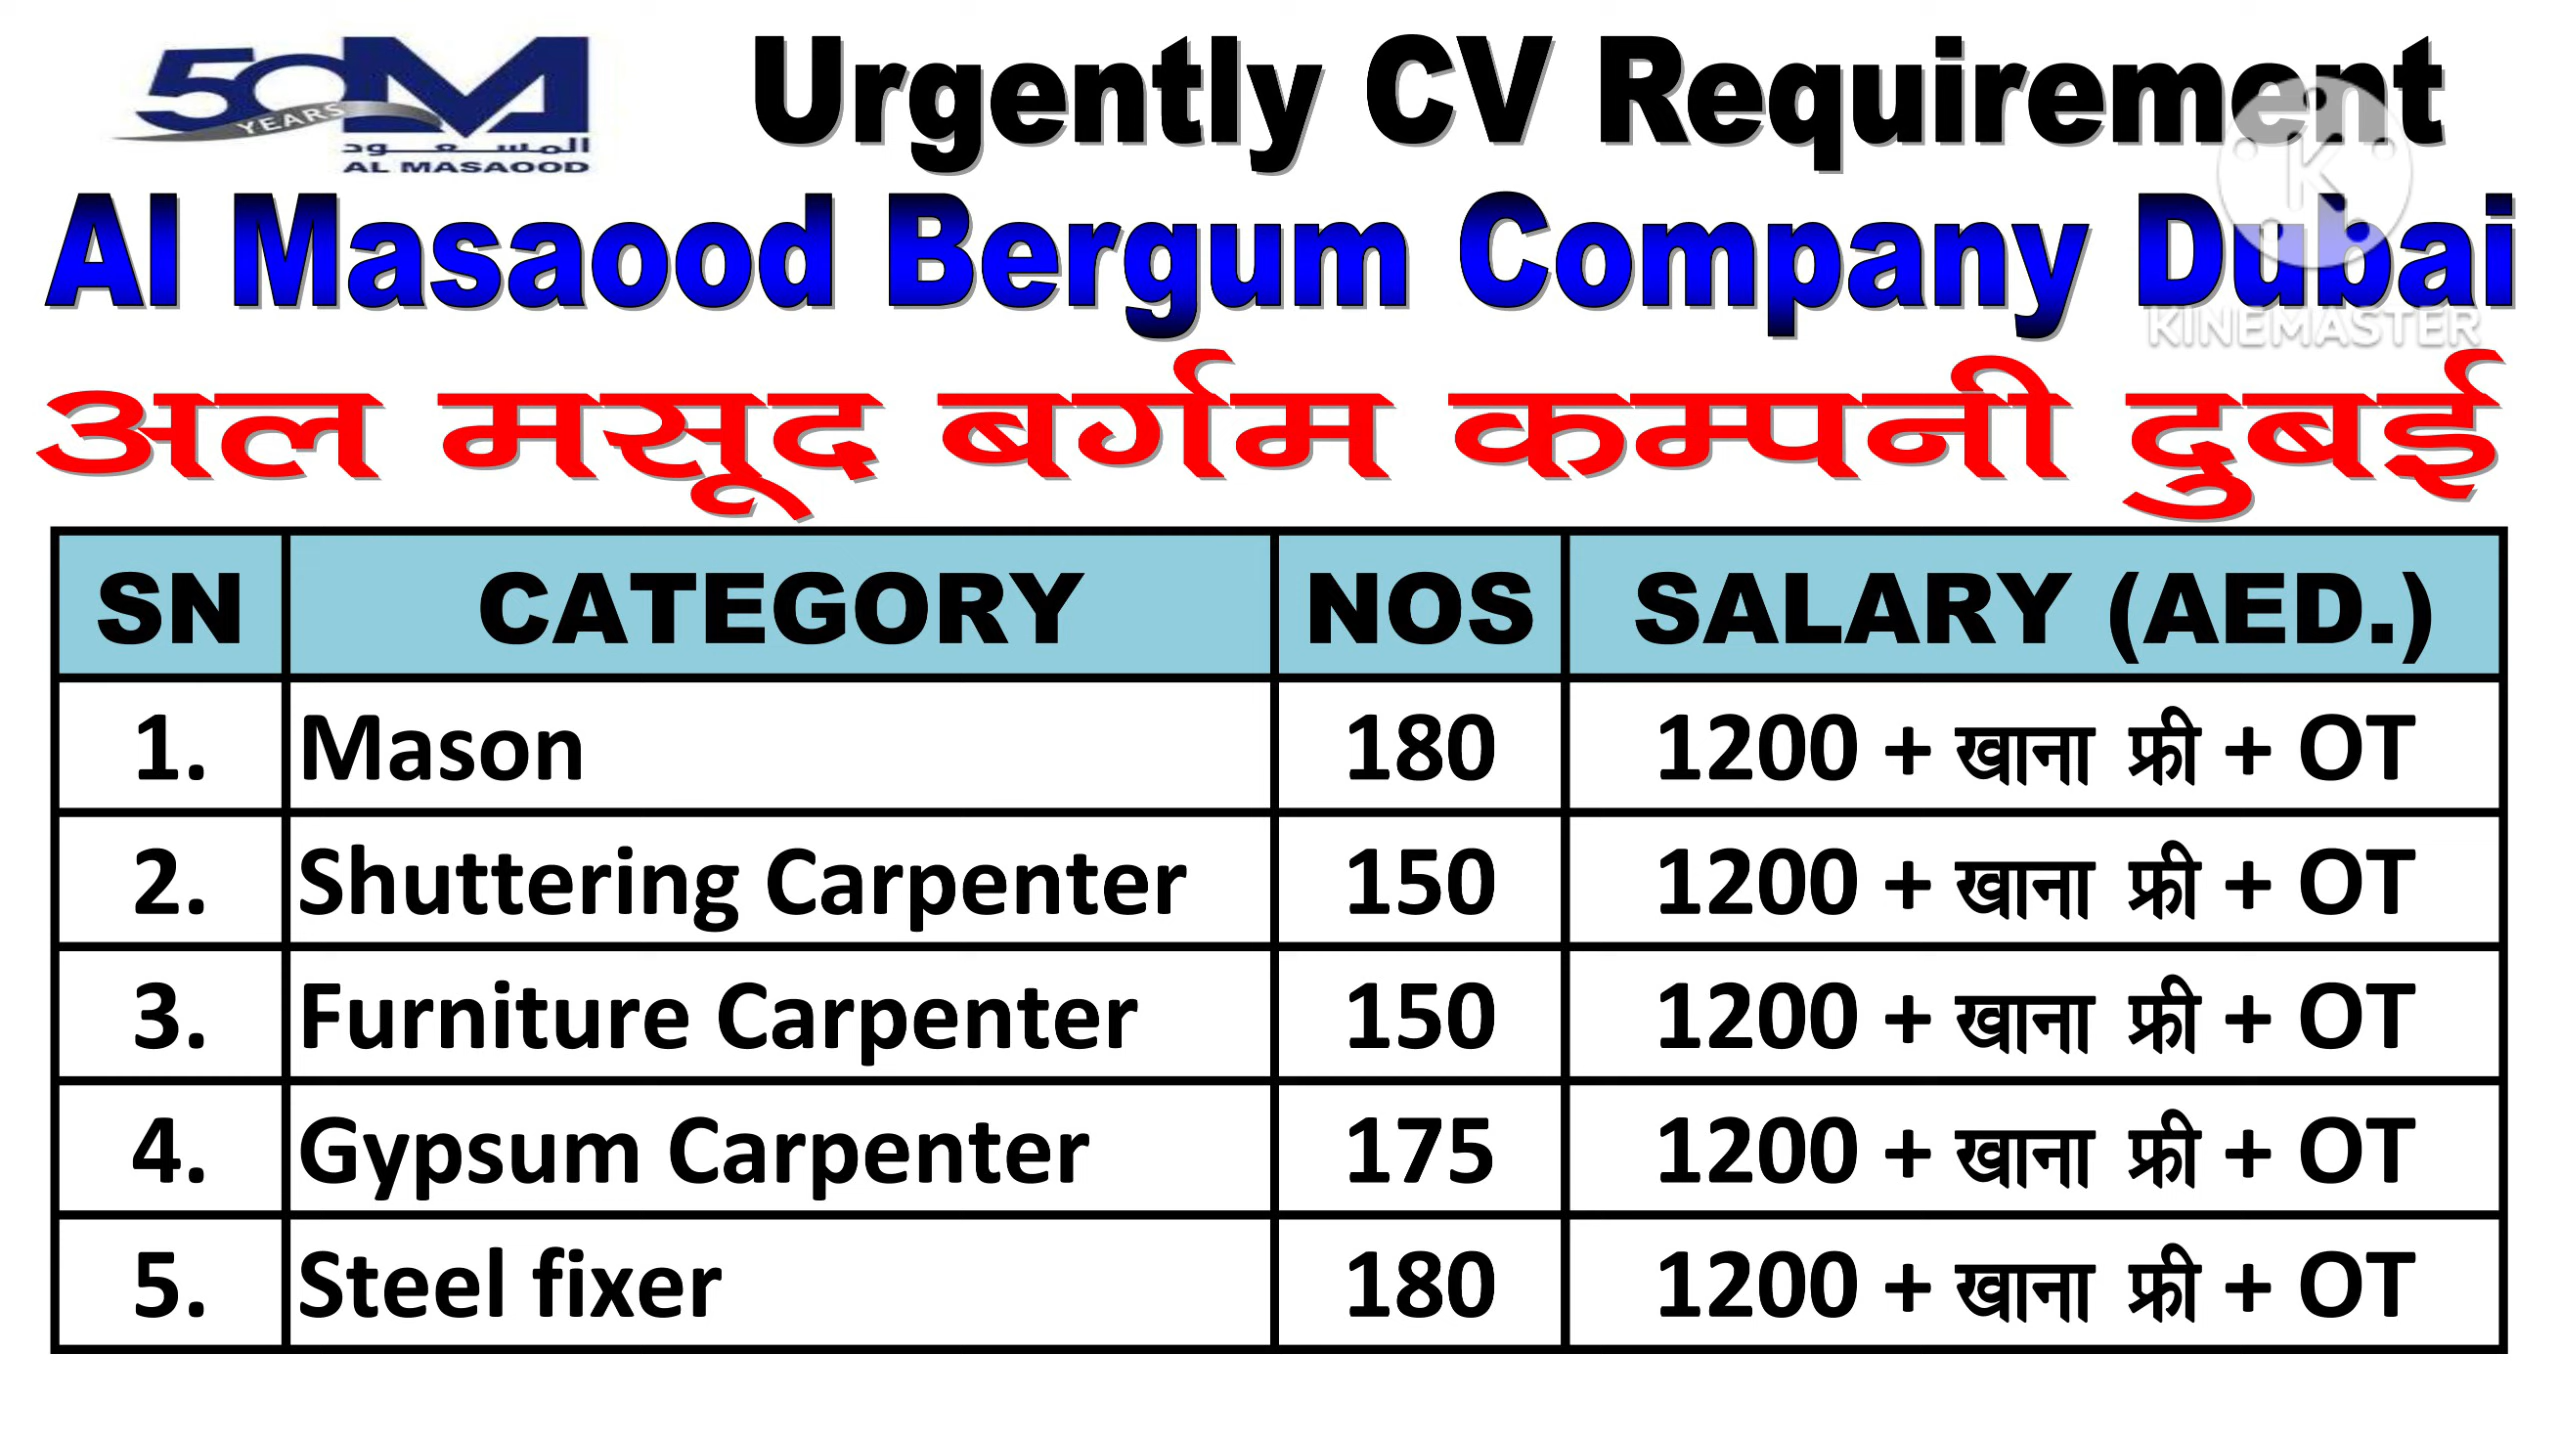 50 YEARS
المسعود
AL MASAOOD
Urgently CV Requirement
Al Masaood Bergum Company Dubai
KINEMASTER
अल मसूद बर्गम कम्पनी दुबई
SN CATEGORY NOS SALARY (AED.)
1. Mason 180 1200 + खाना फ्री + OT
2. Shuttering Carpenter 150 1200 + खाना फ्री + OT
3. Furniture Carpenter 150 1200 + खाना फ्री + OT
4. Gypsum Carpenter 175 1200 + खाना फ्री + OT
5. Steel fixer 180 1200 + खाना फ्री + OT